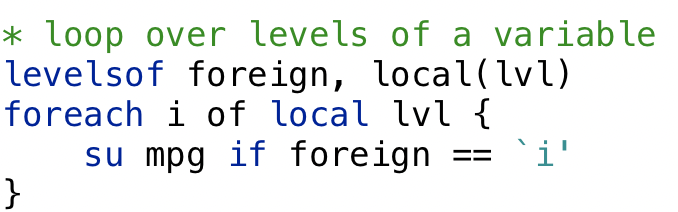 * loop over levels of a variable
levelsof foreign, local(lvl)
foreach i of local lvl {
    su mpg if foreign == `i'
}